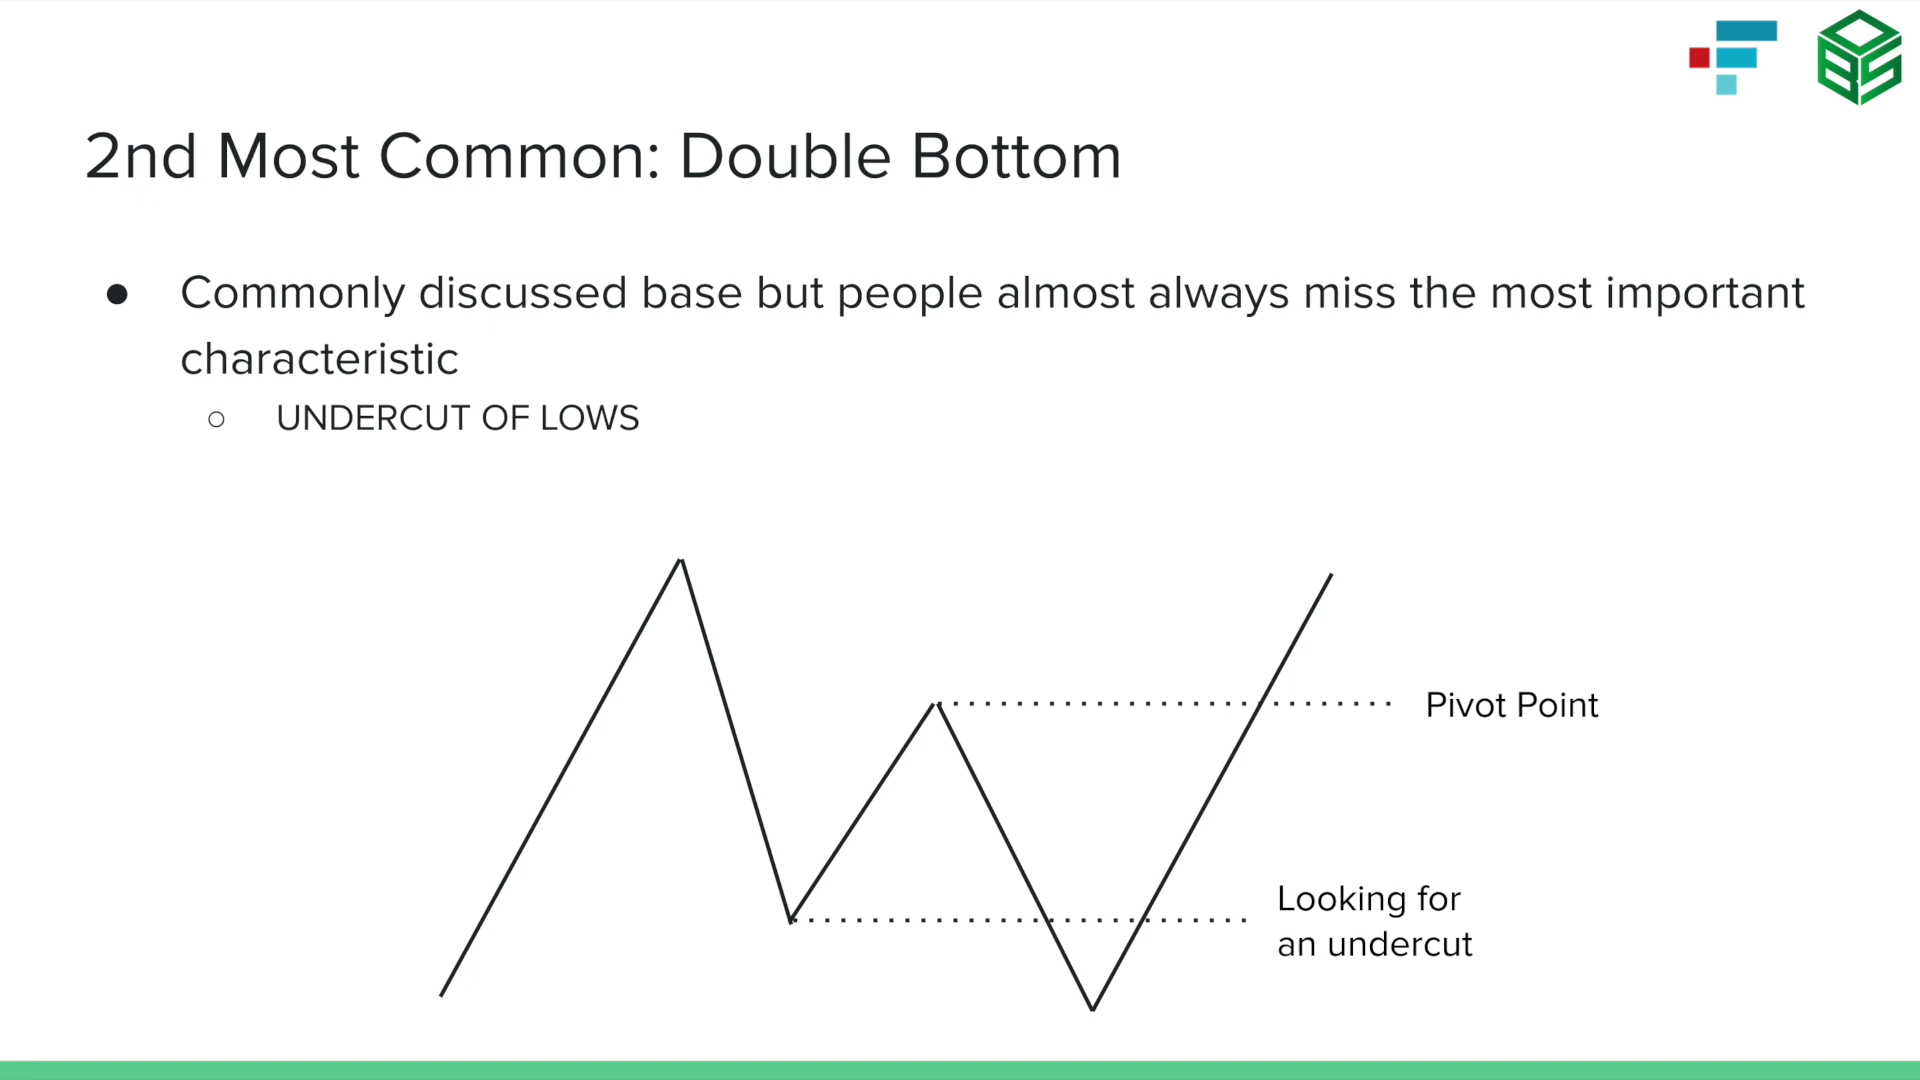 2nd Most Common: Double Bottom
● Commonly discussed base but people almost always miss the most important
characteristic
○ UNDERCUT OF LOWS
Pivot Point
Looking for
an undercut